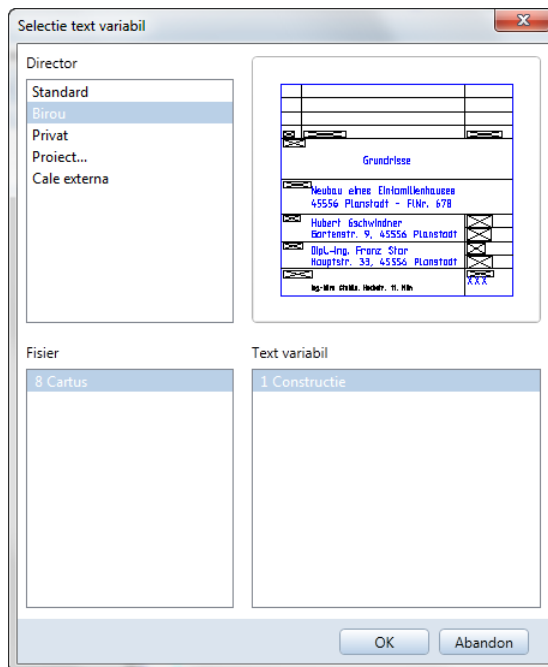 Selectie text variabil
Director
Standard
Birou
Privat
Proiect...
Cale externa
Grundrisse
Neubau eines Einfamilienhauses
45556 Planstadt - FlNr. 678
Hubert Gschwindner
Gartenstr. 9, 45556 Planstadt
Dipl.-Ing. Franz Star
Hauptstr. 33, 45556 Planstadt
XXX
Fisier
Text variabil
8 Cartus
1 Constructie
OK
Abandon